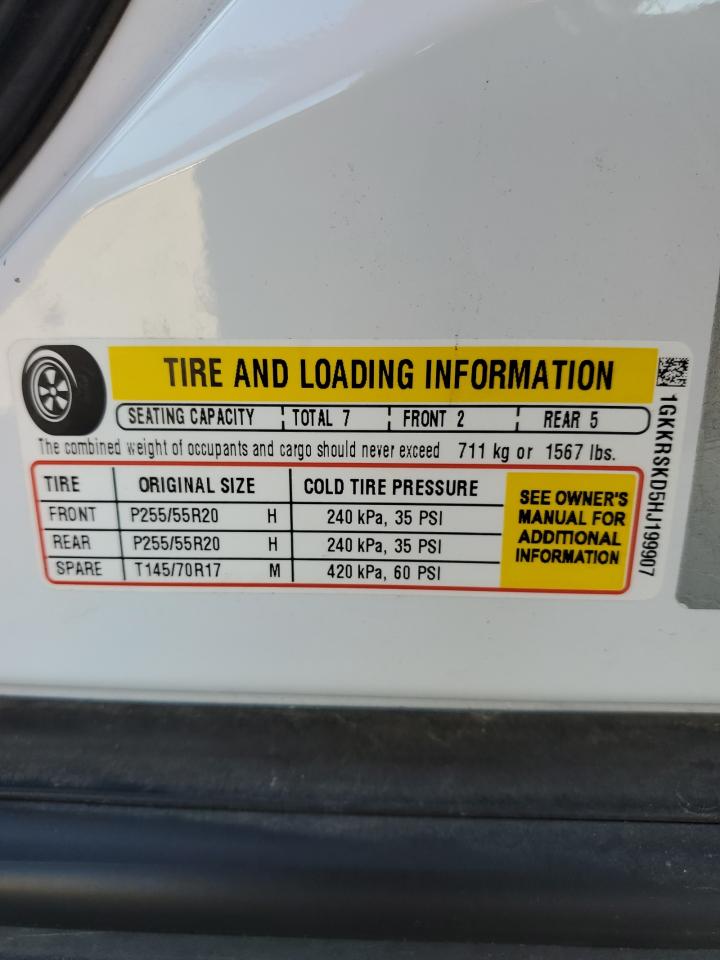 TIRE AND LOADING INFORMATION
SEATING CAPACITY TOTAL 7 FRONT 2 REAR 5
The combined weight of occupants and cargo should never exceed 711 kg or 1567 lbs.
TIRE ORIGINAL SIZE COLD TIRE PRESSURE
FRONT P255/55R20 H 240 kPa, 35 PSI
REAR P255/55R20 H 240 kPa, 35 PSI
SPARE T145/70R17 M 420 kPa, 60 PSI
SEE OWNER'S
MANUAL FOR
ADDITIONAL
INFORMATION
1GKKRSKD5HJ199907